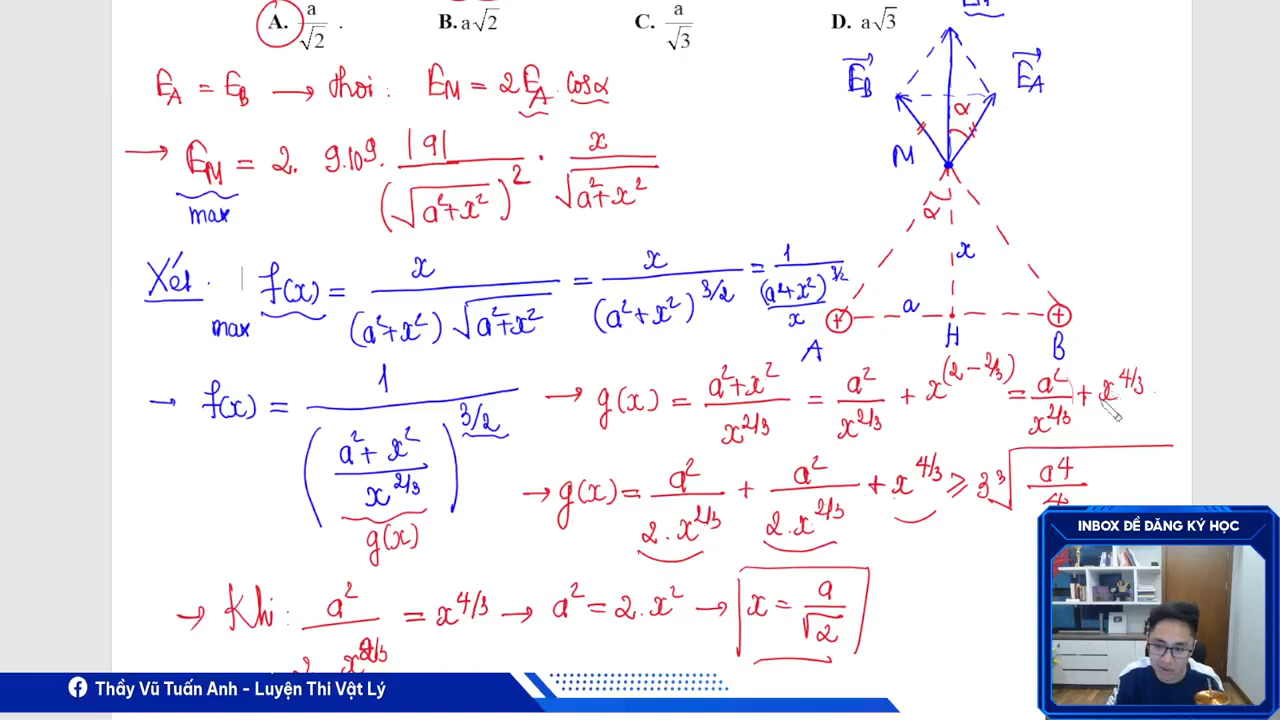 A. a/√2 . B. a√2 C. a/√3 D. a√3
E_A = E_B → thoi: E_M = 2E_A . cosα
→ E_M = 2. 9.10⁹. |q|/(√(a²+x²))² . x/√(a²+x²)
max
Xét: f(x) = x/((a²+x²)√(a²+x²)) = x/(a²+x²)^3/2 = 1/((a²+x²)^3/2/x)
max
→ f(x) = 1/((a²+x²)/x^2/3)^3/2
g(x)
→ g(x) = (a²+x²)/x^2/3 = a²/x^2/3 + x^(2-2/3) = a²/x^2/3 + x^4/3
→ g(x) = a²/(2.x^2/3) + a²/(2.x^2/3) + x^4/3 ≥ 3 ³√(a4/4
→ Khi: a²/(2.x^2/3) = x^4/3 → a² = 2.x² → x = a/√2
E_B
E_A
α
M
α
x
+ a +
A H B
INBOX ĐỂ ĐĂNG KÝ HỌC
Thầy Vũ Tuấn Anh - Luyện Thi Vật Lý